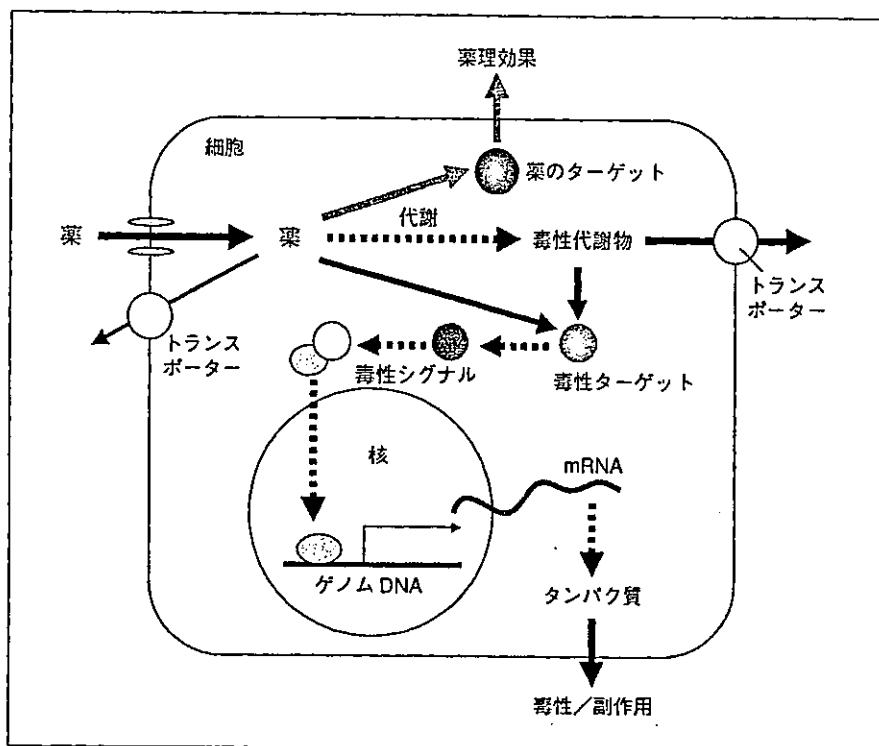 薬理効果
細胞
薬のターゲット
代謝
薬
薬
毒性代謝物
トランス
ポーター
トランス
ポーター
毒性シグナル
毒性ターゲット
核
mRNA
ゲノム DNA
タンパク質
毒性／副作用